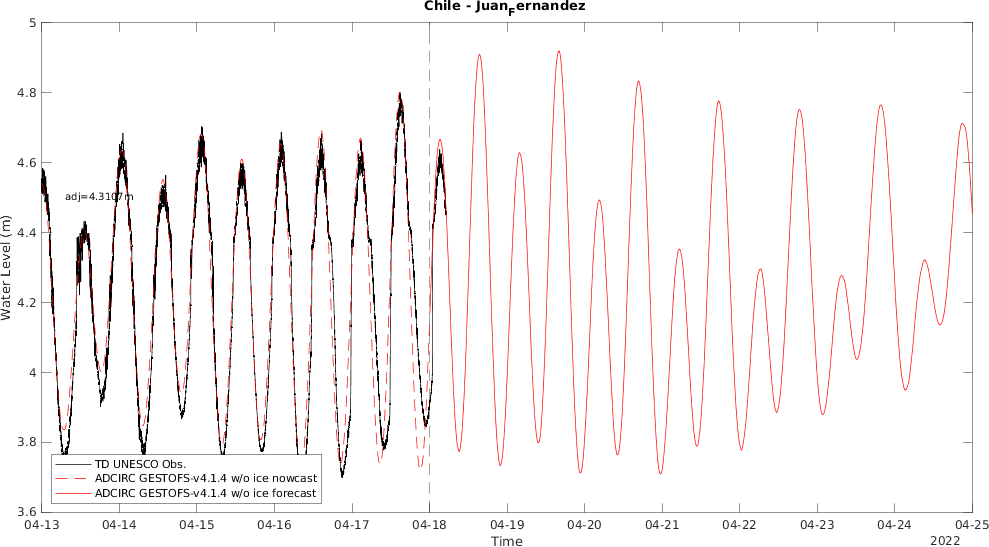 Chile - JuanFernandez
5
4.8
4.6
4.4
4.2
4
3.8
3.6
Water Level (m)
adj=4.3107m
TD UNESCO Obs.
ADCIRC GESTOFS-v4.1.4 w/o ice nowcast
ADCIRC GESTOFS-v4.1.4 w/o ice forecast
04-13 04-14 04-15 04-16 04-17 04-18 04-19 04-20 04-21 04-22 04-23 04-24 04-25
Time
2022